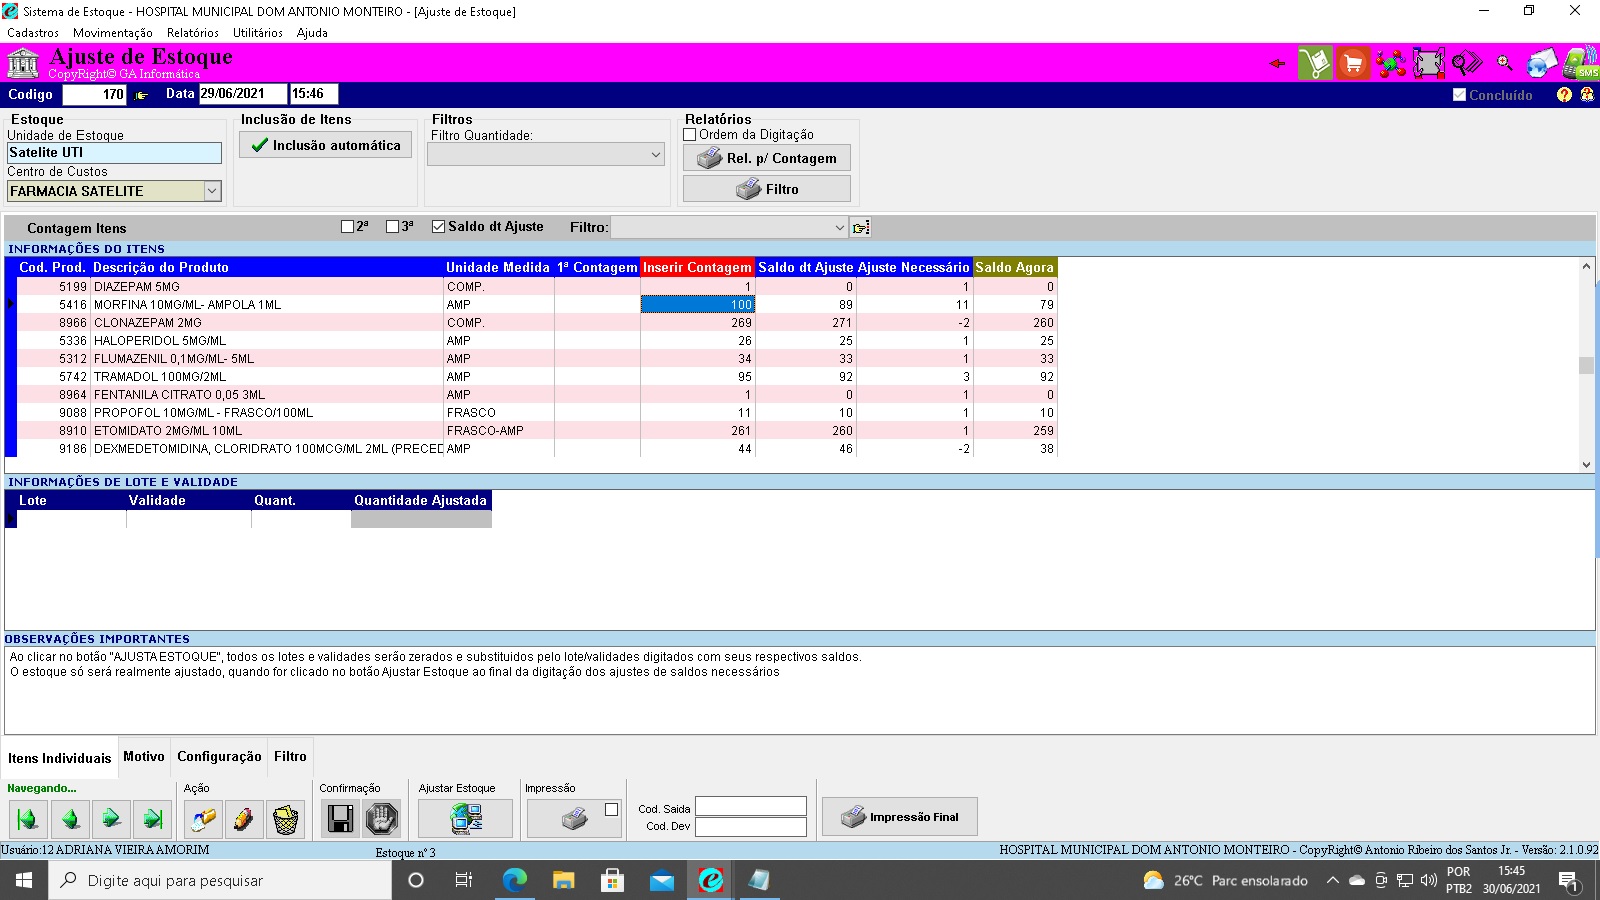 Sistema de Estoque - HOSPITAL MUNICIPAL DOM ANTONIO MONTEIRO - [Ajuste de Estoque]
Cadastros Movimentação Relatórios Utilitários Ajuda
Ajuste de Estoque
CopyRight© GA Informática
SMS
Codigo 170 Data 29/06/2021 15:46 Concluído
Estoque
Unidade de Estoque
Satelite UTI
Centro de Custos
FARMACIA SATELITE
Inclusão de Itens
Inclusão automática
Filtros
Filtro Quantidade:
Relatórios
Ordem da Digitação
Rel. p/ Contagem
Filtro
Contagem Itens 2ª 3ª Saldo dt Ajuste Filtro:
INFORMAÇÕES DO ITENS
Cod. Prod. Descrição do Produto Unidade Medida 1ª Contagem Inserir Contagem Saldo dt Ajuste Ajuste Necessário Saldo Agora
5199 DIAZEPAM 5MG COMP. 1 0 1 0
5416 MORFINA 10MG/ML- AMPOLA 1ML AMP 100 89 11 79
8966 CLONAZEPAM 2MG COMP. 269 271 -2 260
5336 HALOPERIDOL 5MG/ML AMP 26 25 1 25
5312 FLUMAZENIL 0,1MG/ML- 5ML AMP 34 33 1 33
5742 TRAMADOL 100MG/2ML AMP 95 92 3 92
8964 FENTANILA CITRATO 0,05 3ML AMP 1 0 1 0
9088 PROPOFOL 10MG/ML - FRASCO/100ML FRASCO 11 10 1 10
8910 ETOMIDATO 2MG/ML 10ML FRASCO-AMP 261 260 1 259
9186 DEXMEDETOMIDINA, CLORIDRATO 100MCG/ML 2ML (PRECED AMP 44 46 -2 38
INFORMAÇÕES DE LOTE E VALIDADE
Lote Validade Quant. Quantidade Ajustada
OBSERVAÇÕES IMPORTANTES
Ao clicar no botão "AJUSTA ESTOQUE", todos os lotes e validades serão zerados e substituidos pelo lote/validades digitados com seus respectivos saldos.
O estoque só será realmente ajustado, quando for clicado no botão Ajustar Estoque ao final da digitação dos ajustes de saldos necessários
Itens Individuais Motivo Configuração Filtro
Navegando... Ação Confirmação Ajustar Estoque Impressão
Cod. Saida
Cod. Dev
Impressão Final
Usuário:12 ADRIANA VIEIRA AMORIM Estoque nº 3 HOSPITAL MUNICIPAL DOM ANTONIO MONTEIRO - CopyRight© Antonio Ribeiro dos Santos Jr. - Versão: 2.1.0.92
Digite aqui para pesquisar
26°C Parc ensolarado
POR
PTB2
15:45
30/06/2021
1